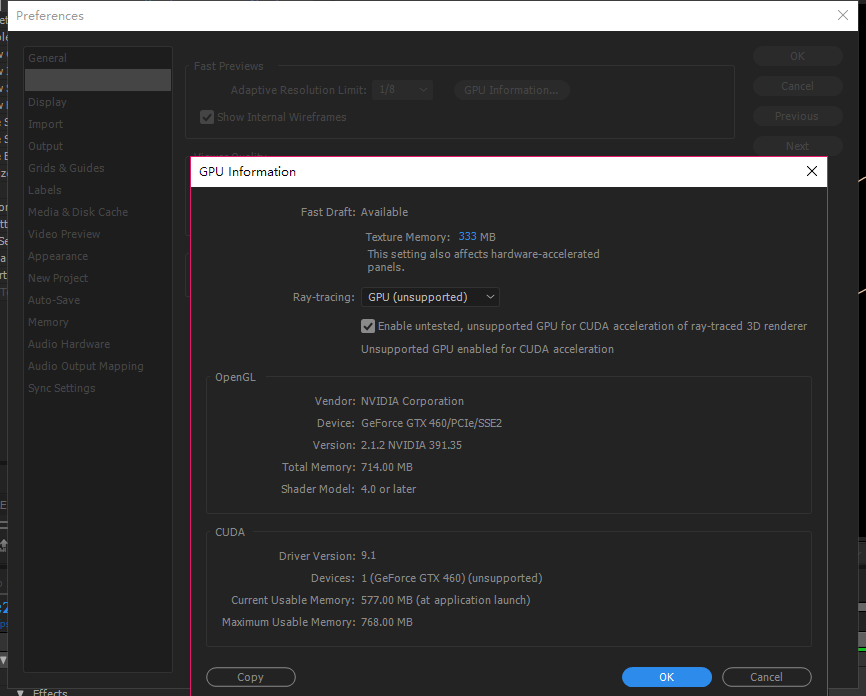 Preferences
General
Display
Import
Output
Grids & Guides
Labels
Media & Disk Cache
Video Preview
Appearance
New Project
Auto-Save
Memory
Audio Hardware
Audio Output Mapping
Sync Settings
Fast Previews
Adaptive Resolution Limit: 1/8 GPU Information...
Show Internal Wireframes
OK
Cancel
Previous
Next
GPU Information
Fast Draft: Available
Texture Memory: 333 MB
This setting also affects hardware-accelerated
panels.
Ray-tracing: GPU (unsupported)
Enable untested, unsupported GPU for CUDA acceleration of ray-traced 3D renderer
Unsupported GPU enabled for CUDA acceleration
OpenGL
Vendor: NVIDIA Corporation
Device: GeForce GTX 460/PCIe/SSE2
Version: 2.1.2 NVIDIA 391.35
Total Memory: 714.00 MB
Shader Model: 4.0 or later
CUDA
Driver Version: 9.1
Devices: 1 (GeForce GTX 460) (unsupported)
Current Usable Memory: 577.00 MB (at application launch)
Maximum Usable Memory: 768.00 MB
Copy
OK
Cancel
Effects